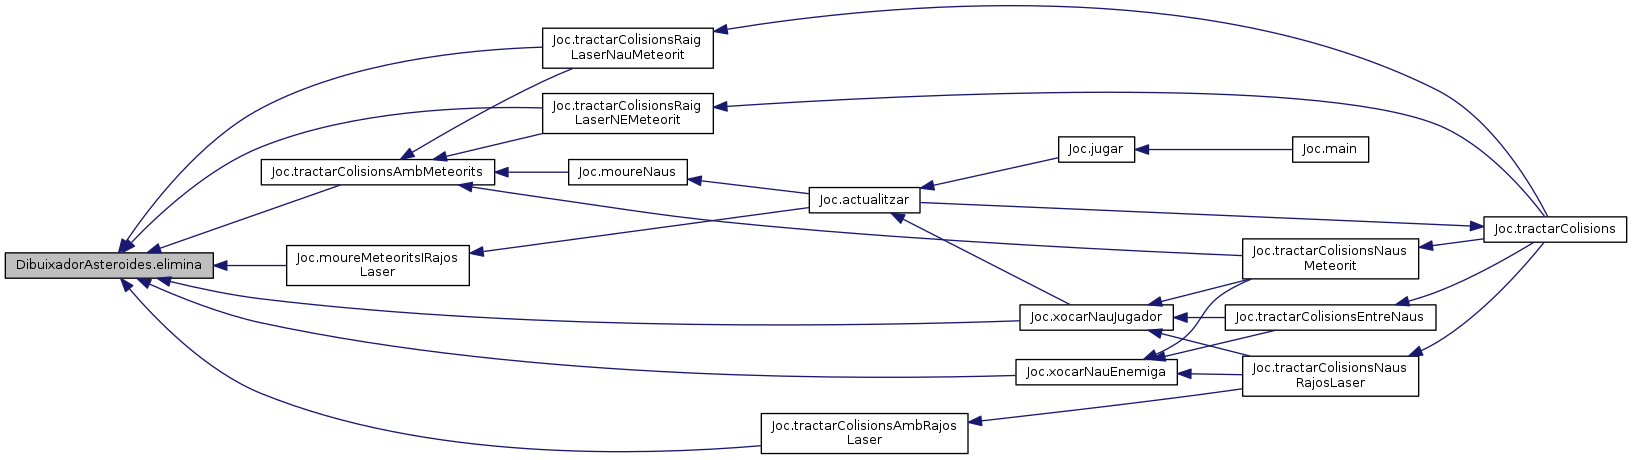 Joc.tractarColisionsRaig
LaserNauMeteorit
Joc.tractarColisionsRaig
LaserNEMeteorit
Joc.jugar
Joc.main
Joc.tractarColisionsAmbMeteorits
Joc.moureNaus
Joc.actualitzar
Joc.tractarColisions
DibuixadorAsteroides.elimina
Joc.moureMeteoritsIRajos
Laser
Joc.tractarColisionsNaus
Meteorit
Joc.xocarNauJugador
Joc.tractarColisionsEntreNaus
Joc.xocarNauEnemiga
Joc.tractarColisionsNaus
RajosLaser
Joc.tractarColisionsAmbRajos
Laser